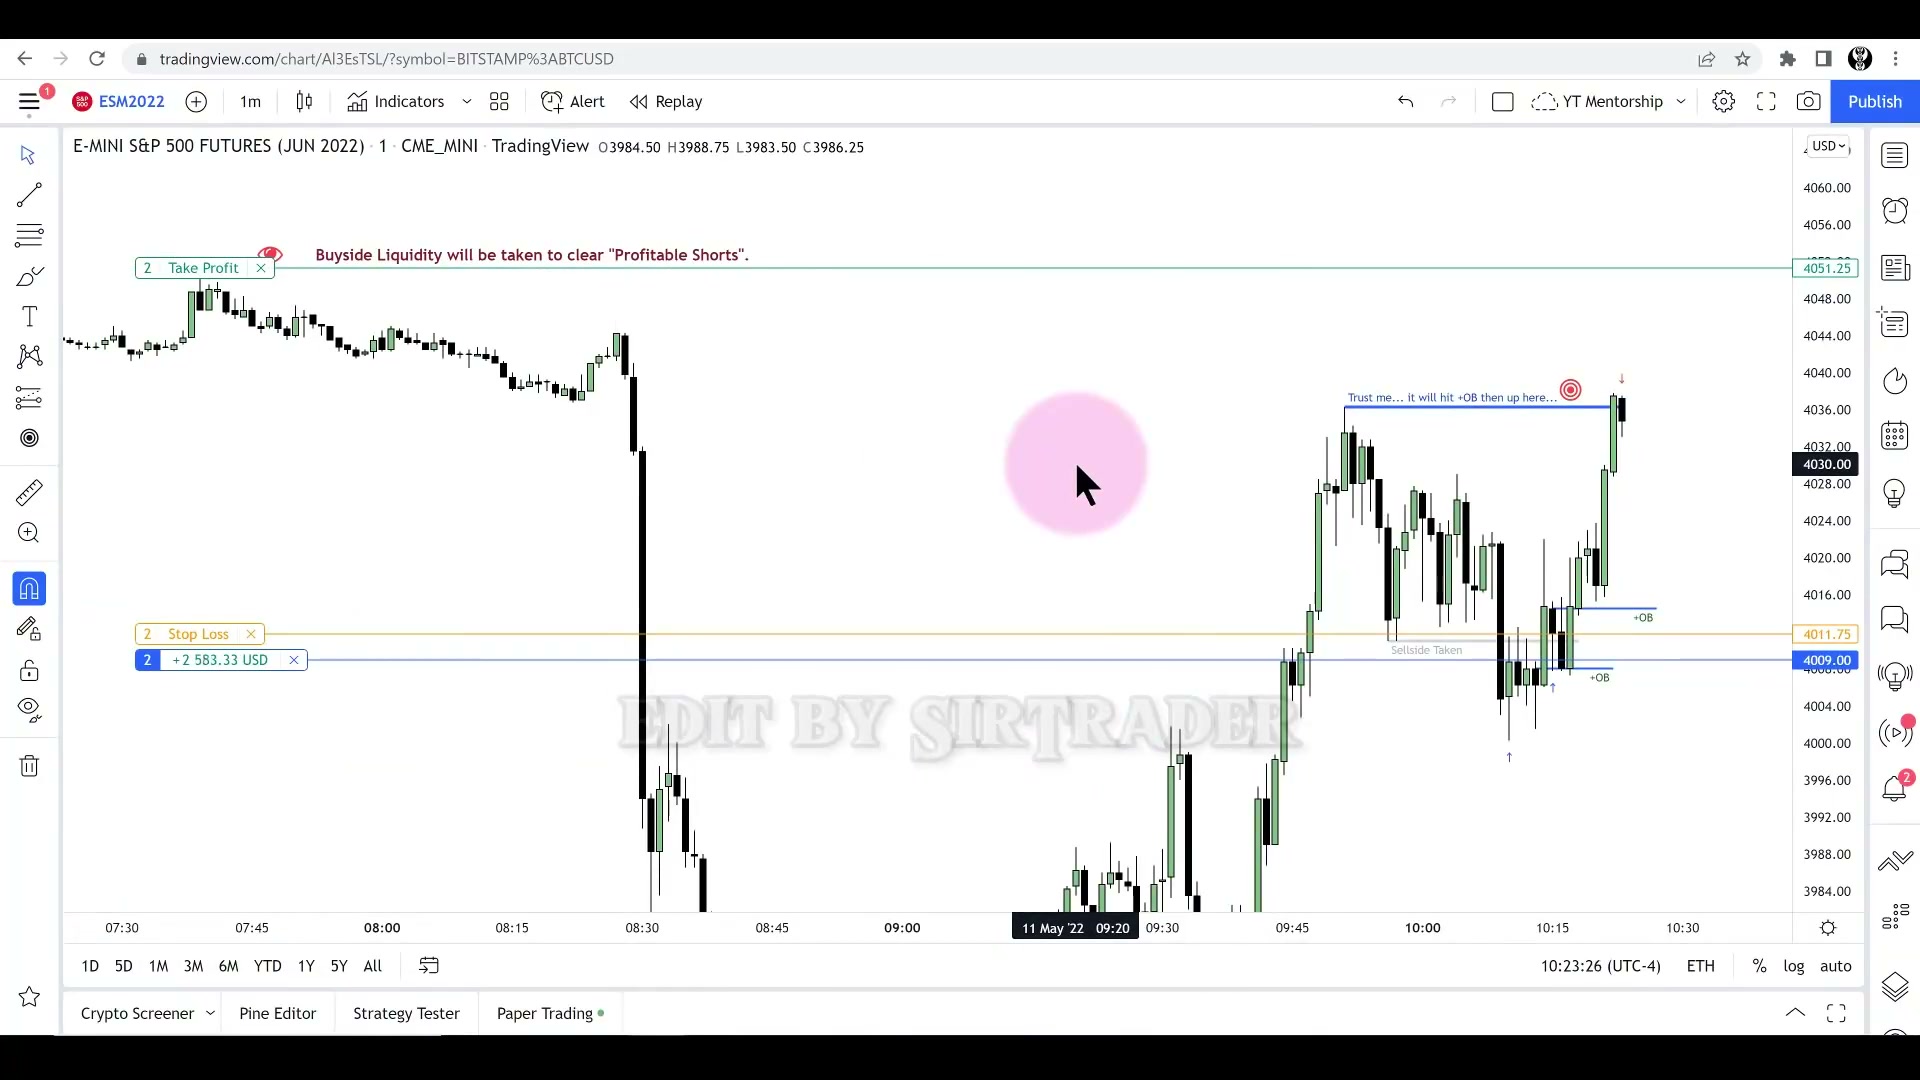 tradingview.com/chart/Al3EsTSL/?symbol=BITSTAMP%3ABTCUSD
1 S&P 500 ESM2022 1m Indicators Alert Replay YT Mentorship Publish
E-MINI S&P 500 FUTURES (JUN 2022) · 1 · CME_MINI · TradingView O3984.50 H3988.75 L3983.50 C3986.25
USD
4060.00
4056.00
Buyside Liquidity will be taken to clear "Profitable Shorts".
2 Take Profit 4051.25
4048.00
4044.00
4040.00
Trust me... it will hit +OB then up here...
4036.00
4032.00
4030.00
4028.00
4024.00
4020.00
4016.00
+OB
2 Stop Loss 4011.75
Sellside Taken
2 +2 583.33 USD 4009.00
+OB
4004.00
EDIT BY SIRTRADER
4000.00
3996.00
2
3992.00
3988.00
3984.00
07:30 07:45 08:00 08:15 08:30 08:45 09:00 11 May '22 09:20 09:30 09:45 10:00 10:15 10:30
1D 5D 1M 3M 6M YTD 1Y 5Y All 10:23:26 (UTC-4) ETH % log auto
Crypto Screener Pine Editor Strategy Tester Paper Trading